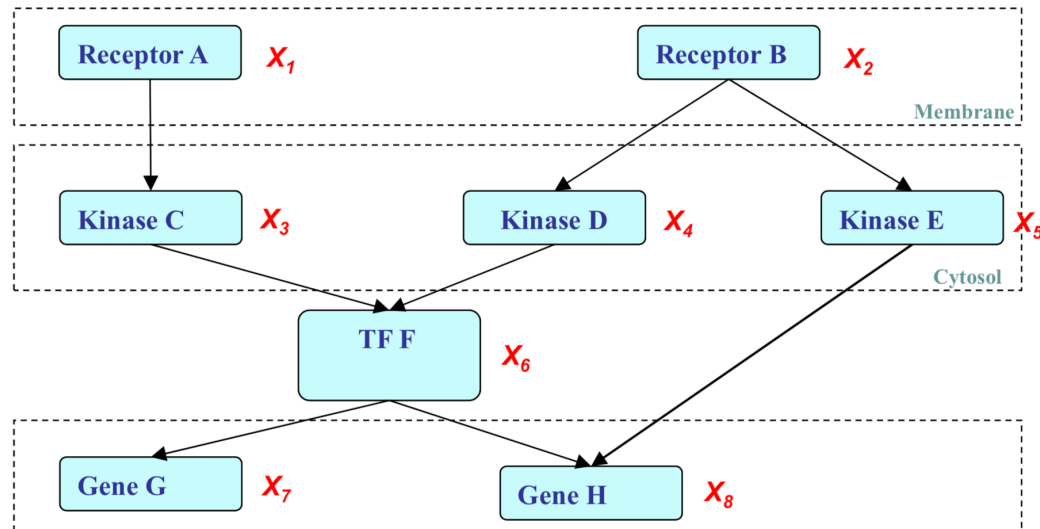 Receptor A
X1
Receptor B
X2
Membrane
Kinase C
X3
Kinase D
X4
Kinase E
X5
Cytosol
TF F
X6
Gene G
X7
Gene H
X8